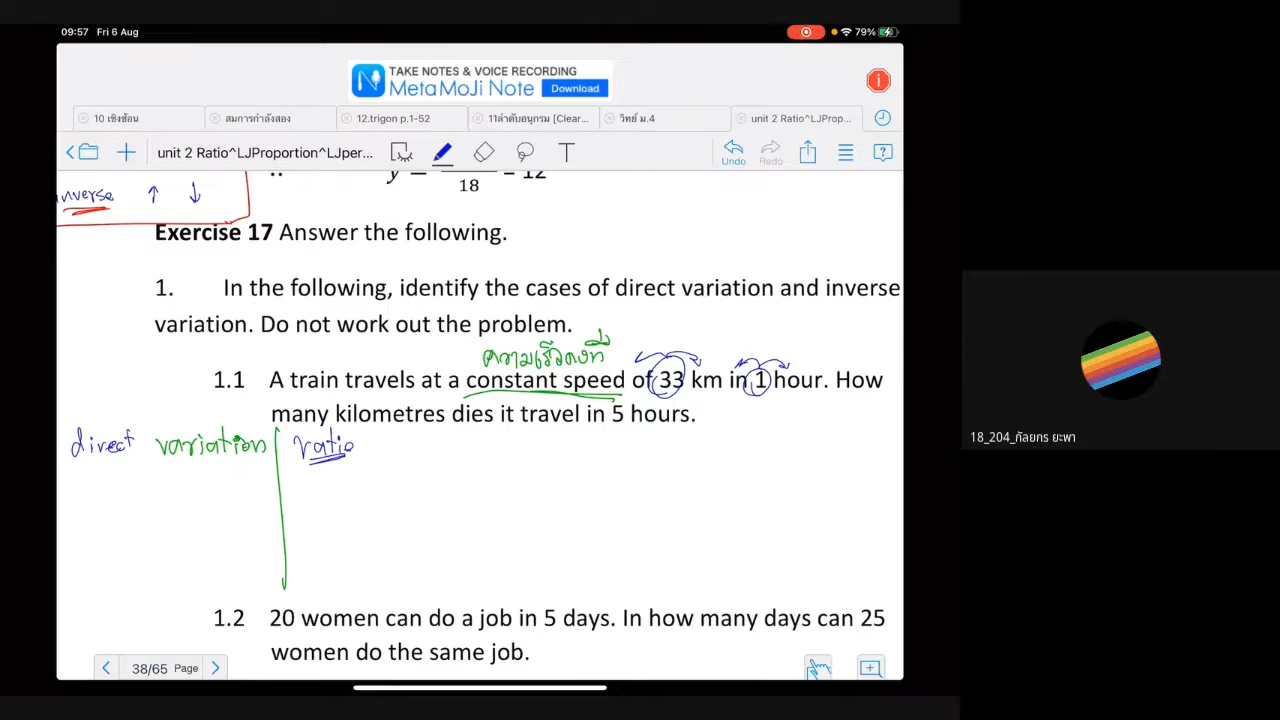 09:57 Fri 6 Aug
79%
TAKE NOTES & VOICE RECORDING
MetaMoJi Note Download
10 เชิงซ้อน
สมการกำลังสอง
12.trigon p.1-52
11ลำดับอนุกรม [Clear...
วิทย์ ม.4
unit 2 Ratio^LJProp...
unit 2 Ratio^LJProportion^LJper...
T
Undo
Redo
y = 18 = 12
inverse ↑ ↓
Exercise 17 Answer the following.
1. In the following, identify the cases of direct variation and inverse
variation. Do not work out the problem.
ความเร็วคงที่
1.1 A train travels at a constant speed of 33 km in 1 hour. How
many kilometres dies it travel in 5 hours.
direct variation ratio
1.2 20 women can do a job in 5 days. In how many days can 25
women do the same job.
38/65 Page
18_204_กัลยกร ยะพา